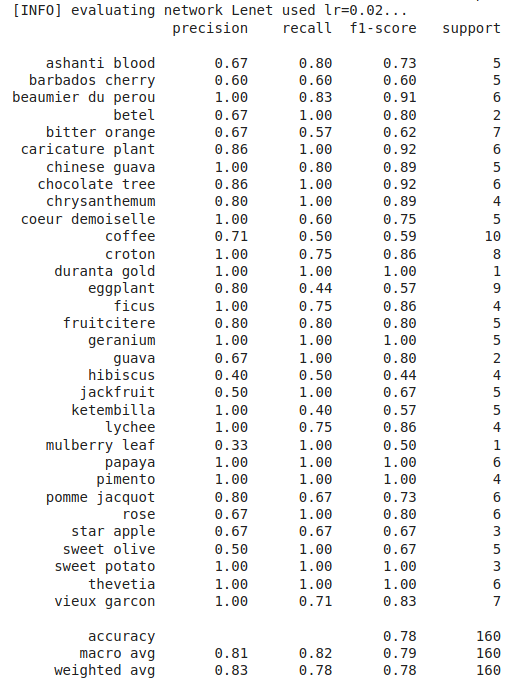 [INFO] evaluating network Lenet used lr=0.02...
precision recall f1-score support
ashanti blood 0.67 0.80 0.73 5
barbados cherry 0.60 0.60 0.60 5
beaumier du perou 1.00 0.83 0.91 6
betel 0.67 1.00 0.80 2
bitter orange 0.67 0.57 0.62 7
caricature plant 0.86 1.00 0.92 6
chinese guava 1.00 0.80 0.89 5
chocolate tree 0.86 1.00 0.92 6
chrysanthemum 0.80 1.00 0.89 4
coeur demoiselle 1.00 0.60 0.75 5
coffee 0.71 0.50 0.59 10
croton 1.00 0.75 0.86 8
duranta gold 1.00 1.00 1.00 1
eggplant 0.80 0.44 0.57 9
ficus 1.00 0.75 0.86 4
fruitcitere 0.80 0.80 0.80 5
geranium 1.00 1.00 1.00 5
guava 0.67 1.00 0.80 2
hibiscus 0.40 0.50 0.44 4
jackfruit 0.50 1.00 0.67 5
ketembilla 1.00 0.40 0.57 5
lychee 1.00 0.75 0.86 4
mulberry leaf 0.33 1.00 0.50 1
papaya 1.00 1.00 1.00 6
pimento 1.00 1.00 1.00 4
pomme jacquot 0.80 0.67 0.73 6
rose 0.67 1.00 0.80 6
star apple 0.67 0.67 0.67 3
sweet olive 0.50 1.00 0.67 5
sweet potato 1.00 1.00 1.00 3
thevetia 1.00 1.00 1.00 6
vieux garcon 1.00 0.71 0.83 7
accuracy 0.78 160
macro avg 0.81 0.82 0.79 160
weighted avg 0.83 0.78 0.78 160